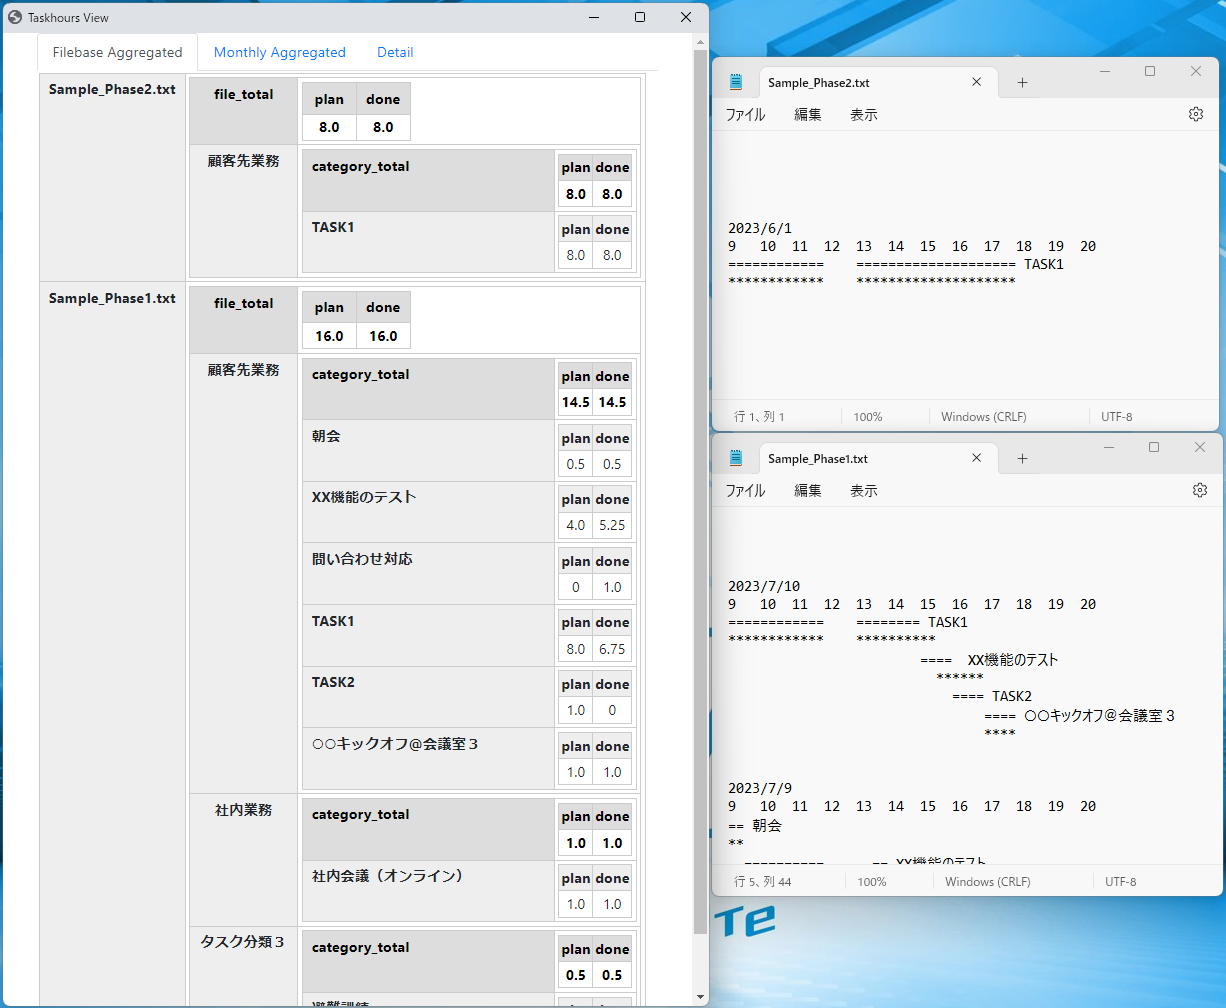 Taskhours View
Filebase Aggregated Monthly Aggregated Detail
Sample_Phase2.txt
file_total
plan done
8.0 8.0
顧客先業務
category_total
plan done
8.0 8.0
TASK1
plan done
8.0 8.0
Sample_Phase1.txt
file_total
plan done
16.0 16.0
顧客先業務
category_total
plan done
14.5 14.5
朝会
plan done
0.5 0.5
XX機能のテスト
plan done
4.0 5.25
問い合わせ対応
plan done
0 1.0
TASK1
plan done
8.0 6.75
TASK2
plan done
1.0 0
○○キックオフ@会議室３
plan done
1.0 1.0
社内業務
category_total
plan done
1.0 1.0
社内会議（オンライン）
plan done
1.0 1.0
タスク分類３
category_total
plan done
0.5 0.5
Sample_Phase2.txt
ファイル 編集 表示
2023/6/1
9 10 11 12 13 14 15 16 17 18 19 20
============ ==================== TASK1
************ ********************
行 1、列 1 100% Windows (CRLF) UTF-8
Sample_Phase1.txt
ファイル 編集 表示
2023/7/10
9 10 11 12 13 14 15 16 17 18 19 20
============ ======== TASK1
************ **********
==== XX機能のテスト
******
==== TASK2
==== 〇〇キックオフ@会議室３
****
2023/7/9
9 10 11 12 13 14 15 16 17 18 19 20
== 朝会
**
========== == XX機能のテスト
行 5、列 44 100% Windows (CRLF) UTF-8
Te